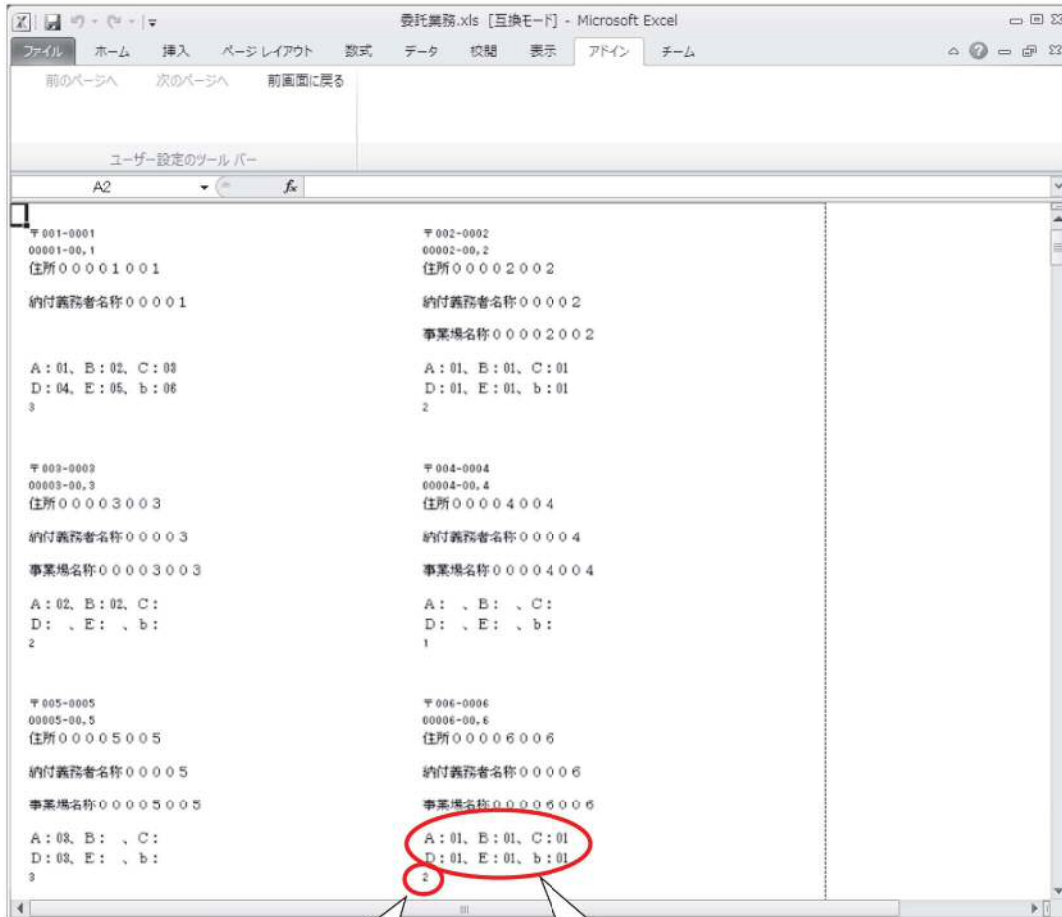 委託業務.xls [互換モード] - Microsoft Excel
ファイル ホーム 挿入 ページ レイアウト 数式 データ 校閲 表示 アドイン チーム
前のページへ 次のページへ 前画面に戻る
ユーザー設定のツール バー
A2 fx
〒001-0001
00001-00,1
住所00001001
納付義務者名称00001
A:01、B:02、C:03
D:04、E:05、b:06
3
〒002-0002
00002-00,2
住所00002002
納付義務者名称00002
事業場名称00002002
A:01、B:01、C:01
D:01、E:01、b:01
2
〒003-0003
00003-00,3
住所00003003
納付義務者名称00003
事業場名称00003003
A:02、B:02、C:
D: 、E: 、b:
2
〒004-0004
00004-00,4
住所00004004
納付義務者名称00004
事業場名称00004004
A: 、B: 、C:
D: 、E: 、b:
1
〒005-0005
00005-00,5
住所00005005
納付義務者名称00005
事業場名称00005005
A:03、B: 、C:
D:03、E: 、b:
3
〒006-0006
00006-00,6
住所00006006
納付義務者名称00006
事業場名称00006006
A:01、B:01、C:01
D:01、E:01、b:01
2